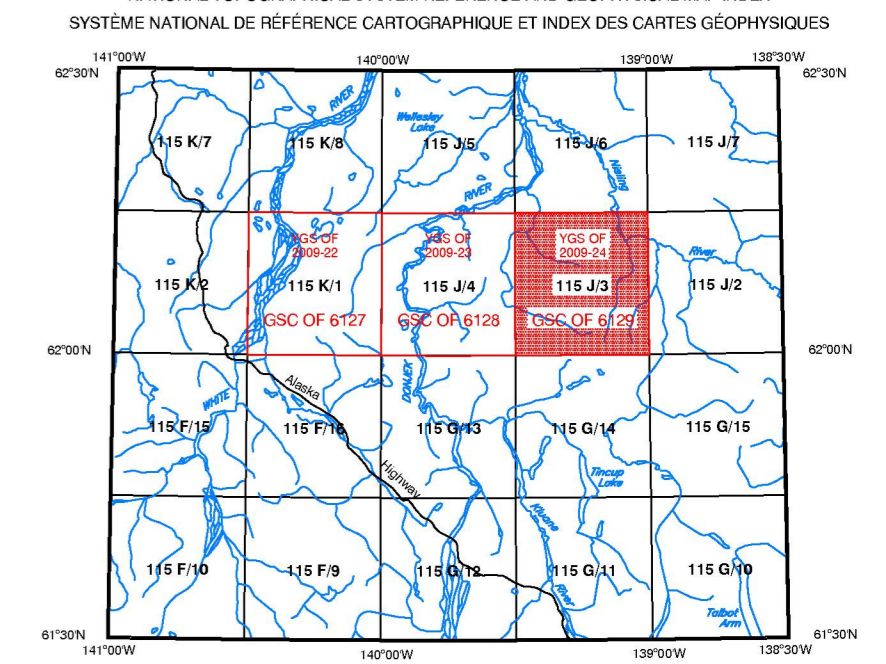 SYSTÈME NATIONAL DE RÉFÉRENCE CARTOGRAPHIQUE ET INDEX DES CARTES GÉOPHYSIQUES
141°00'W 140°00'W 139°00'W 138°30'W
62°30'N 62°30'N
RIVER
Wellesley
Lake
115 K/7 115 K/8 115 J/5 115 J/6 115 J/7
Nisling
RIVER
YGS OF
2009-22
YGS OF
2009-23
YGS OF
2009-24
River
115 K/2 115 K/1 115 J/4 115 J/3 115 J/2
GSC OF 6127 GSC OF 6128 GSC OF 6129
62°00'N 62°00'N
DONJEK
Alaska
WHITE
115 F/15 115 F/16 115 G/13 115 G/14 115 G/15
Highway
Tincup
Lake
Kluane
115 F/10 115 F/9 115 G/12 115 G/11 115 G/10
River
Talbot
Arm
61°30'N 61°30'N
141°00'W 140°00'W 139°00'W 138°30'W